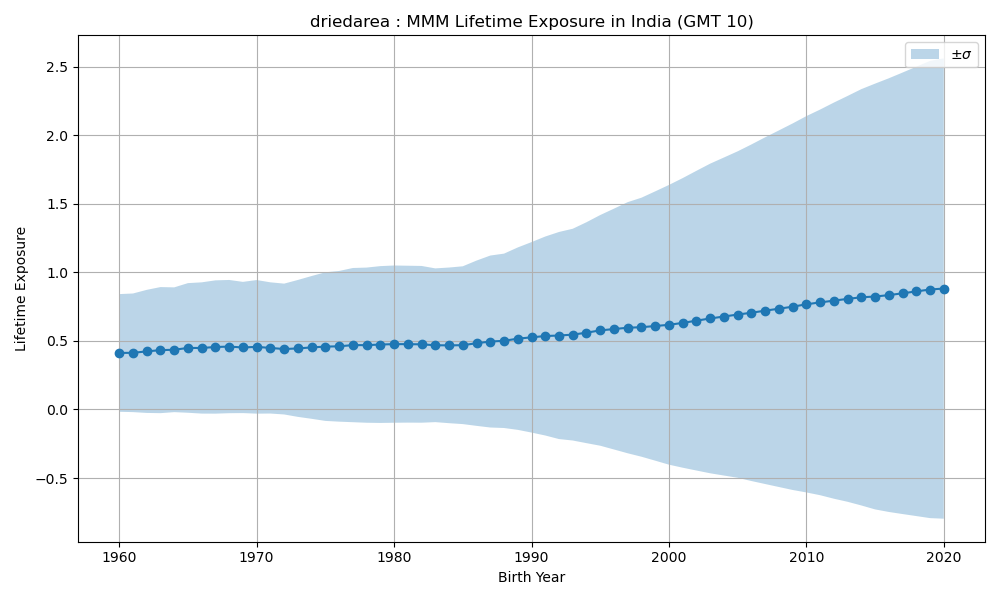 driedarea : MMM Lifetime Exposure in India (GMT 10)
±σ
Lifetime Exposure
2.5
2.0
1.5
1.0
0.5
0.0
−0.5
1960 1970 1980 1990 2000 2010 2020
Birth Year